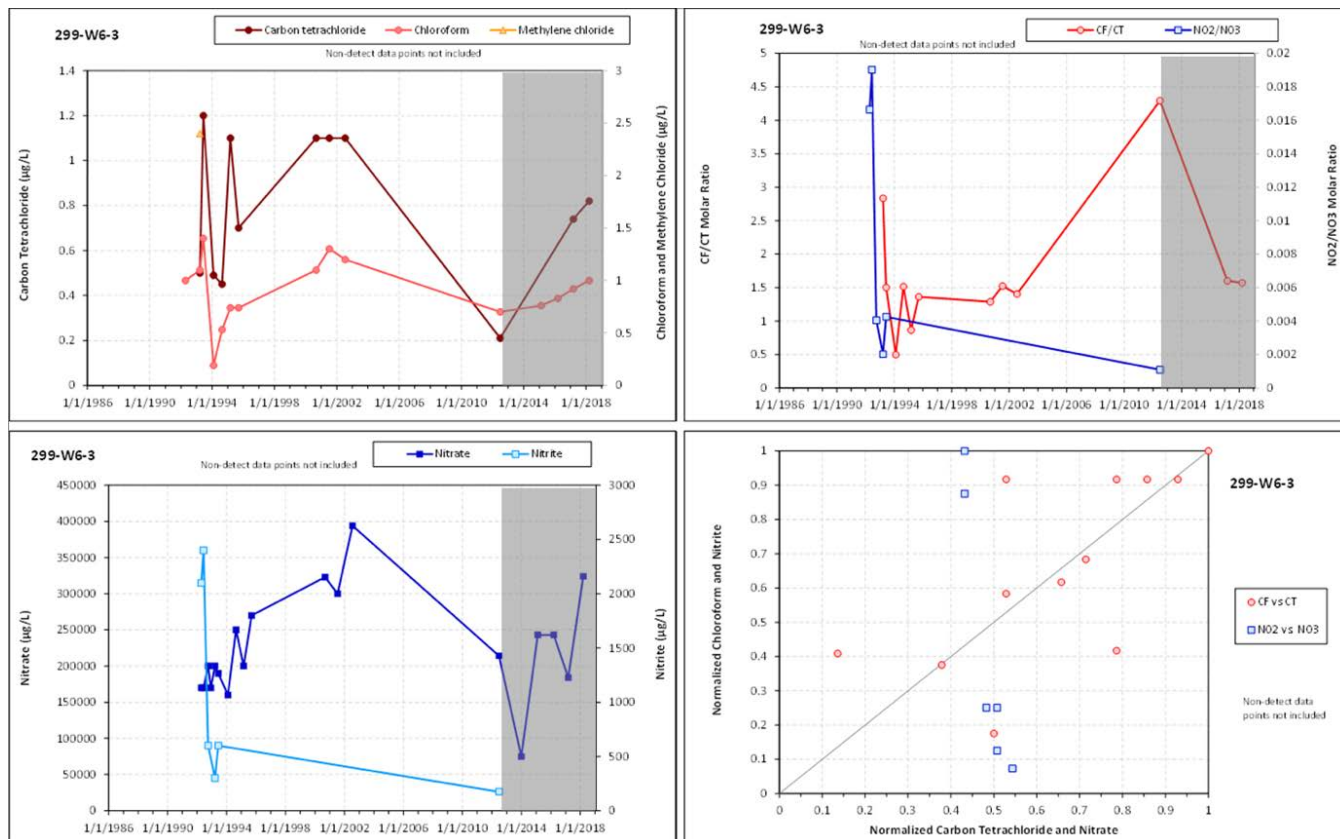 299-W6-3
Carbon tetrachloride
Chloroform
Methylene chloride
Non-detect data points not included
1.4
1.2
1
0.8
0.6
0.4
0.2
0
3
2.5
2
1.5
1
0.5
0
Carbon Tetrachloride (µg/L)
Chloroform and Methylene Chloride (µg/L)
1/1/1986 1/1/1990 1/1/1994 1/1/1998 1/1/2002 1/1/2006 1/1/2010 1/1/2014 1/1/2018
299-W6-3
CF/CT
NO2/NO3
Non-detect data points not included
5
4.5
4
3.5
3
2.5
2
1.5
1
0.5
0
0.02
0.018
0.016
0.014
0.012
0.01
0.008
0.006
0.004
0.002
0
CF/CT Molar Ratio
NO2/NO3 Molar Ratio
1/1/1986 1/1/1990 1/1/1994 1/1/1998 1/1/2002 1/1/2006 1/1/2010 1/1/2014 1/1/2018
299-W6-3
Nitrate
Nitrite
Non-detect data points not included
450000
400000
350000
300000
250000
200000
150000
100000
50000
0
3000
2500
2000
1500
1000
500
0
Nitrate (µg/L)
Nitrite (µg/L)
1/1/1986 1/1/1990 1/1/1994 1/1/1998 1/1/2002 1/1/2006 1/1/2010 1/1/2014 1/1/2018
1
0.9
0.8
0.7
0.6
0.5
0.4
0.3
0.2
0.1
0
Normalized Chloroform and Nitrite
0 0.1 0.2 0.3 0.4 0.5 0.6 0.7 0.8 0.9 1
Normalized Carbon Tetrachloride and Nitrate
299-W6-3
CF vs CT
NO2 vs NO3
Non-detect data
points not included